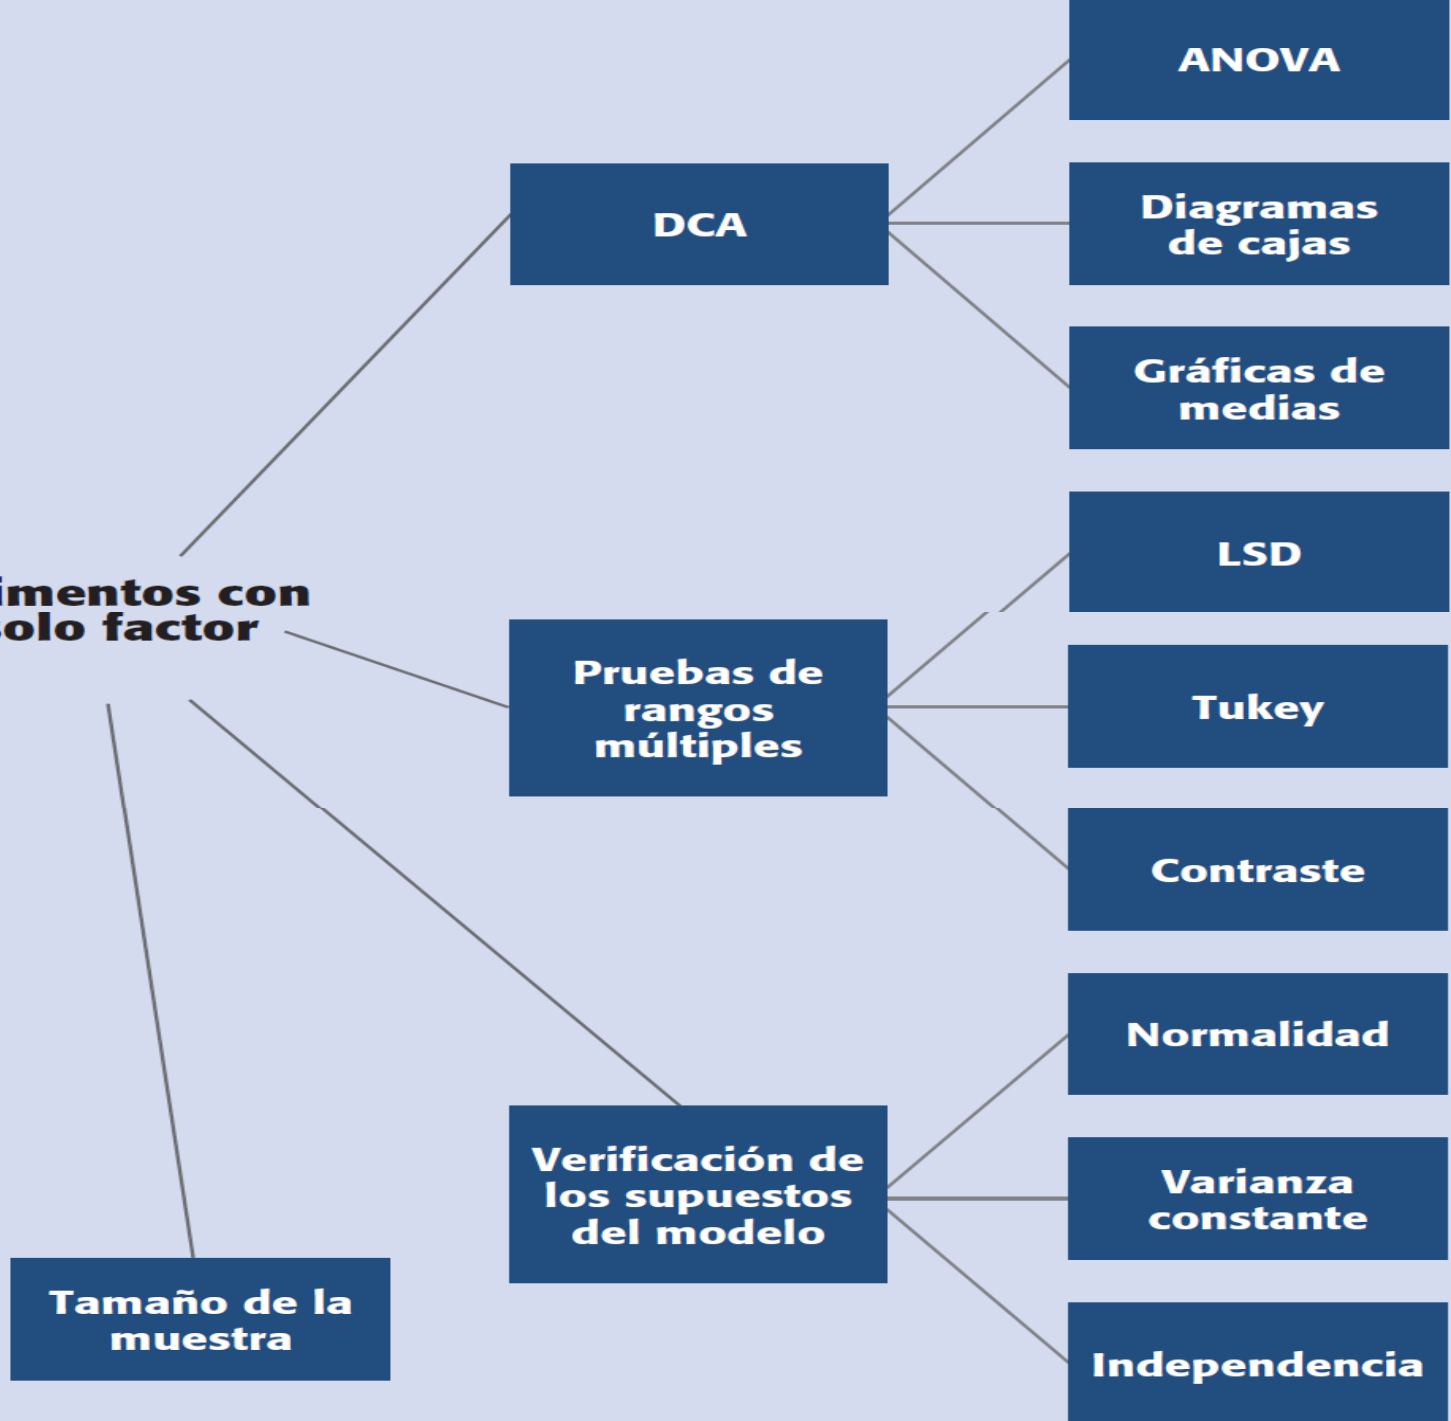 ANOVA
DCA
Diagramas
de cajas
Gráficas de
medias
LSD
imentos con
solo factor
Pruebas de
rangos
múltiples
Tukey
Contraste
Normalidad
Verificación de
los supuestos
del modelo
Varianza
constante
Tamaño de la
muestra
Independencia